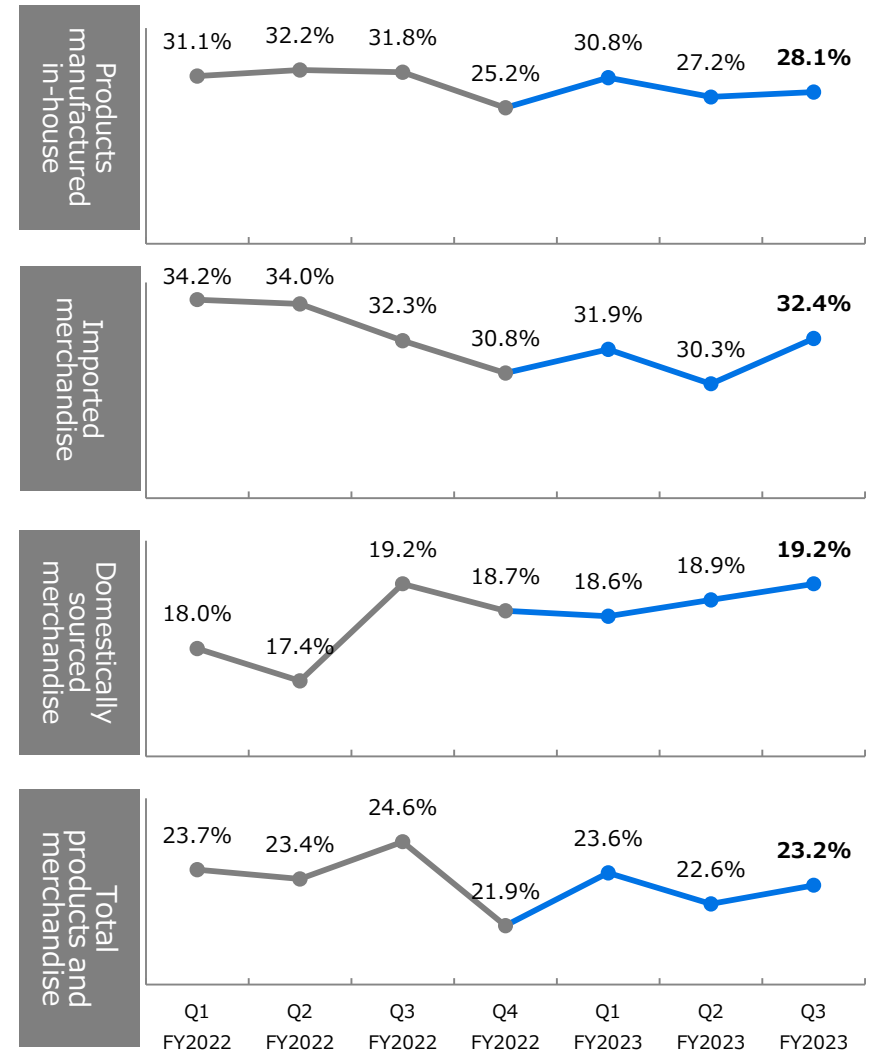 Products
manufactured
in-house
31.1% 32.2% 31.8% 25.2% 30.8% 27.2% 28.1%
Imported
merchandise
34.2% 34.0% 32.3% 30.8% 31.9% 30.3% 32.4%
Domestically
sourced
merchandise
18.0% 17.4% 19.2% 18.7% 18.6% 18.9% 19.2%
Total
products and
merchandise
23.7% 23.4% 24.6% 21.9% 23.6% 22.6% 23.2%
Q1 Q2 Q3 Q4 Q1 Q2 Q3
FY2022 FY2022 FY2022 FY2022 FY2023 FY2023 FY2023